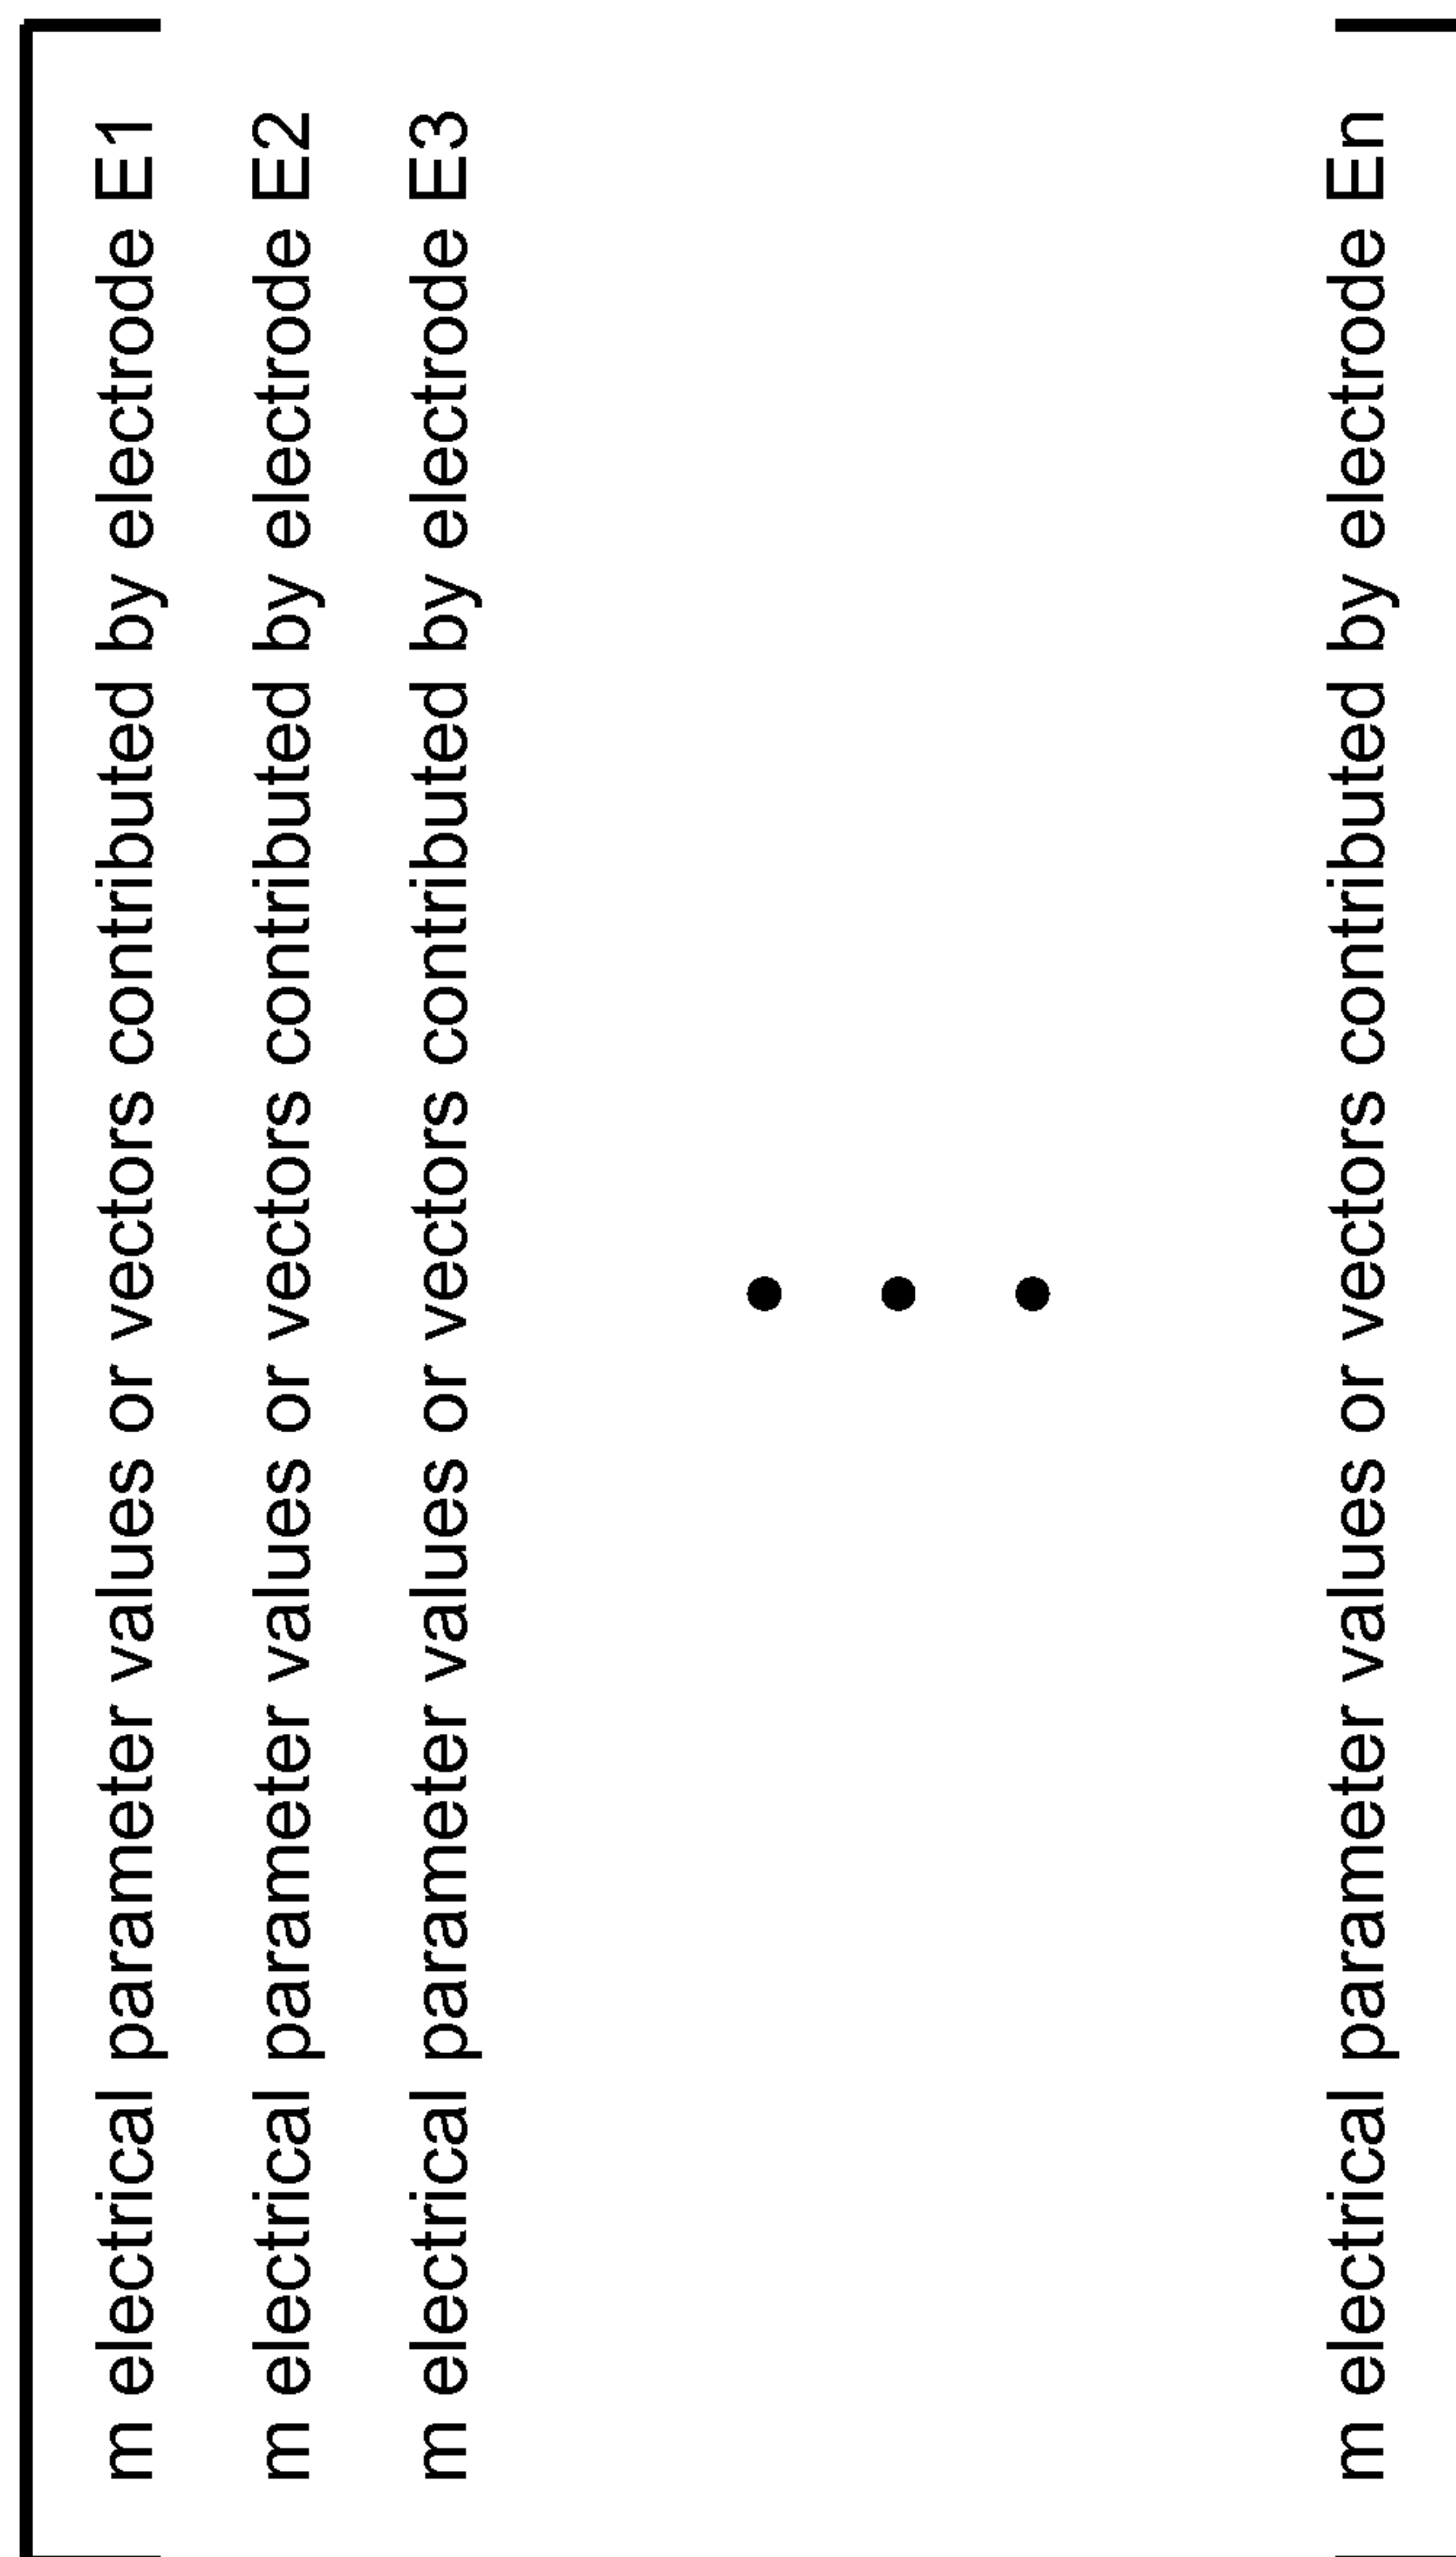 m electrical parameter values or vectors contributed by electrode E1
m electrical parameter values or vectors contributed by electrode E2
m electrical parameter values or vectors contributed by electrode E3
m electrical parameter values or vectors contributed by electrode En